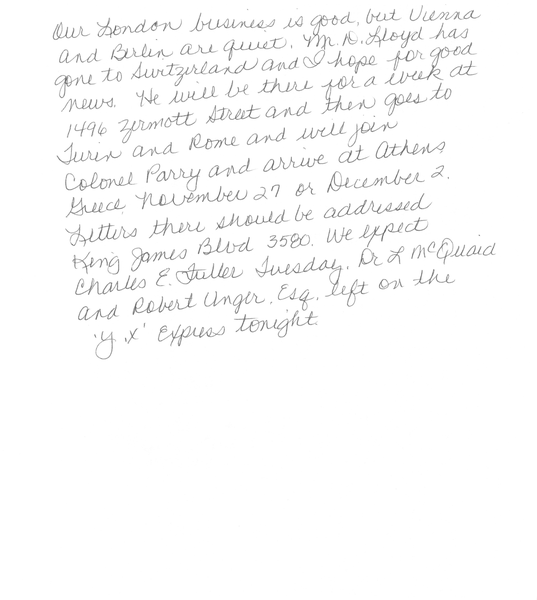 Our London business is good, but Vienna
and Berlin are quiet. Mr. D. Lloyd has
gone to Switzerland and I hope for good
news. He will be there for a week at
1496 Zermott Street and then goes to
Turin and Rome and will join
Colonel Parry and arrive at Athens
Greece November 27 or December 2.
Letters there should be addressed
King James Blvd 3580. We expect
Charles E. Fuller Tuesday. Dr L McQuaid
and Robert Unger, Esq. left on the
'Y.X' Express tonight.